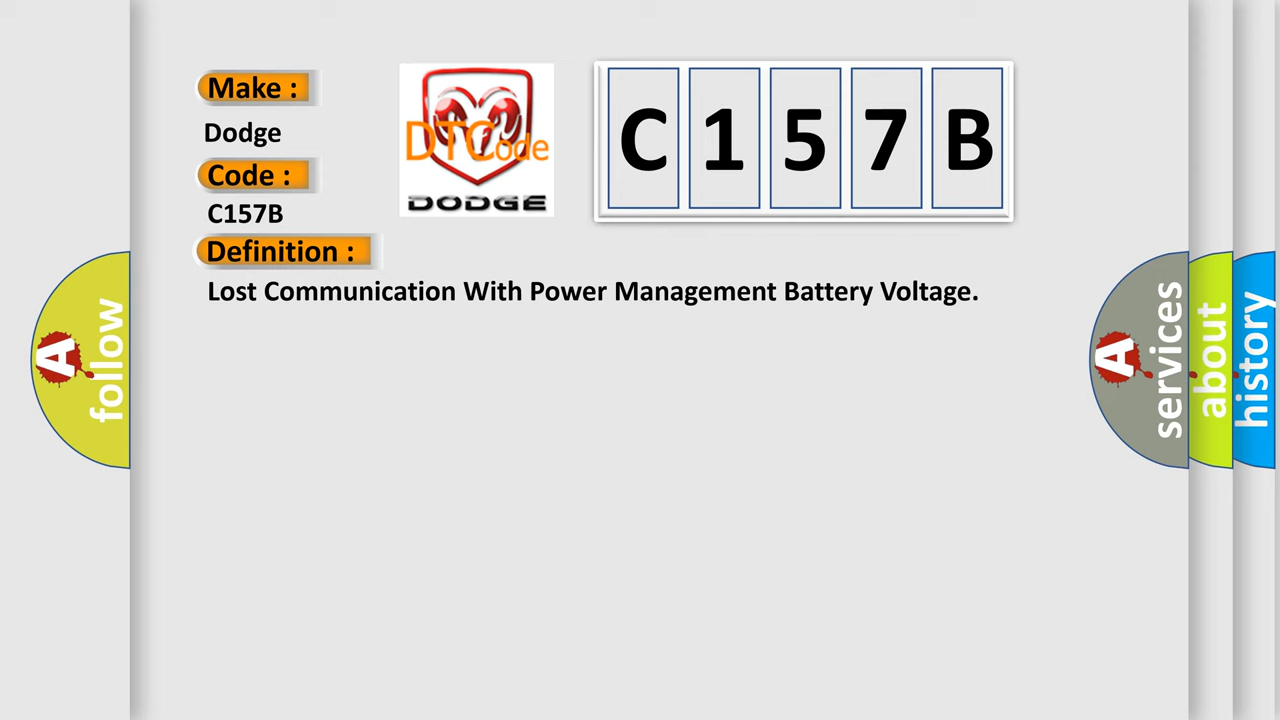 Make :
Dodge
Code :
C157B
Definition :
Lost Communication With Power Management Battery Voltage.
DTCode
DODGE
C 1 5 7 B
A follow
A services
about
history